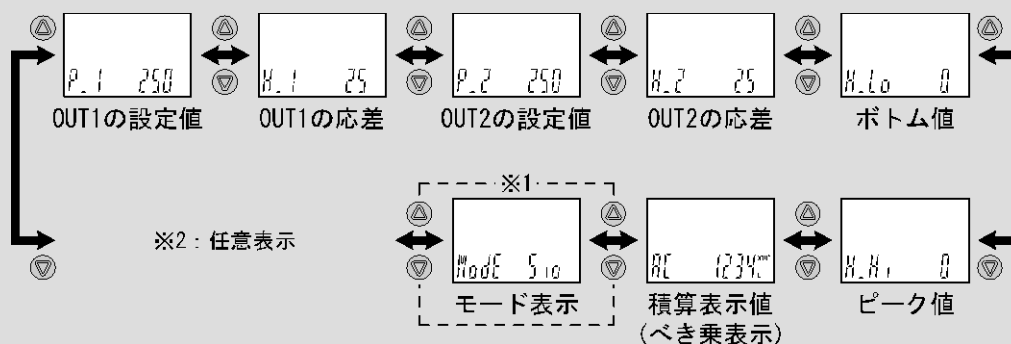 P_1 250
H_1 25
P_2 250
H_2 25
H_Lo 0
OUT1の設定値
OUT1の応差
OUT2の設定値
OUT2の応差
ボトム値
※1
※2：任意表示
ModE Sio
AC 1234
H_Hi 0
モード表示
積算表示値
(べき乗表示)
ピーク値